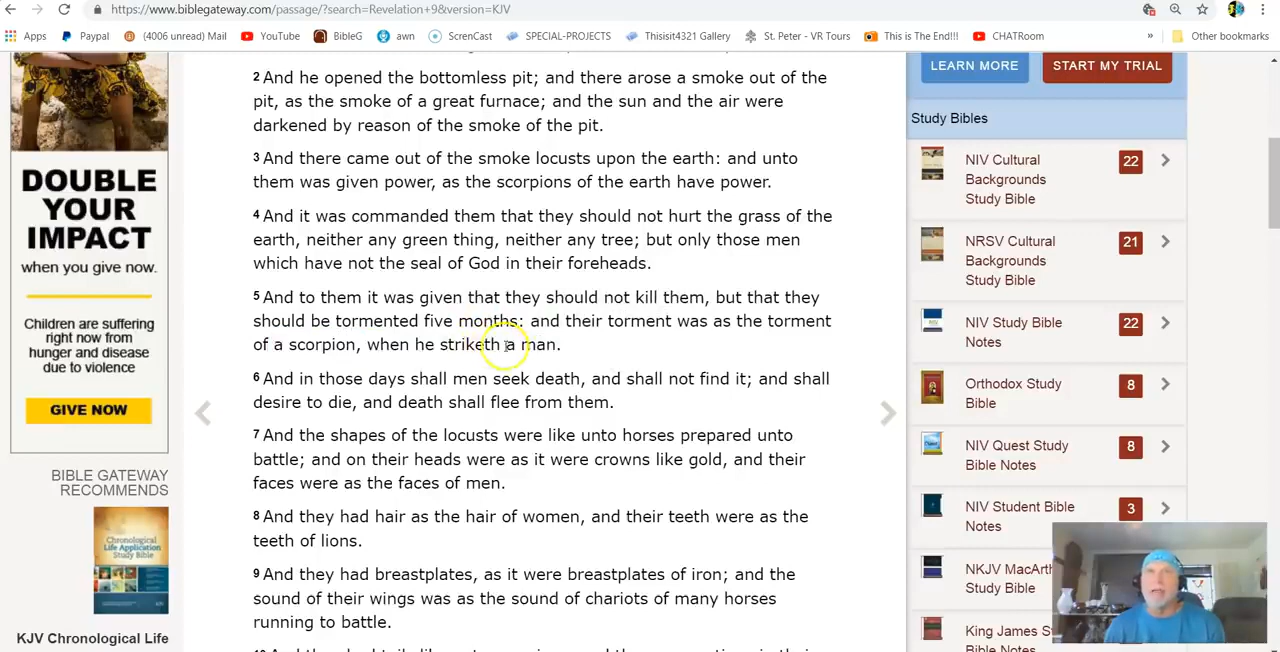 https://www.biblegateway.com/passage/?search=Revelation+9&version=KJV
Apps Paypal (4006 unread) Mail YouTube BibleG awn ScrenCast SPECIAL-PROJECTS Thisisit4321 Gallery St. Peter - VR Tours This is The End!!! CHATRoom » Other bookmarks
DOUBLE
YOUR
IMPACT
when you give now.
Children are suffering
right now from
hunger and disease
due to violence
GIVE NOW
BIBLE GATEWAY
RECOMMENDS
KJV Chronological Life
2 And he opened the bottomless pit; and there arose a smoke out of the
pit, as the smoke of a great furnace; and the sun and the air were
darkened by reason of the smoke of the pit.
3 And there came out of the smoke locusts upon the earth: and unto
them was given power, as the scorpions of the earth have power.
4 And it was commanded them that they should not hurt the grass of the
earth, neither any green thing, neither any tree; but only those men
which have not the seal of God in their foreheads.
5 And to them it was given that they should not kill them, but that they
should be tormented five months: and their torment was as the torment
of a scorpion, when he striketh a man.
6 And in those days shall men seek death, and shall not find it; and shall
desire to die, and death shall flee from them.
7 And the shapes of the locusts were like unto horses prepared unto
battle; and on their heads were as it were crowns like gold, and their
faces were as the faces of men.
8 And they had hair as the hair of women, and their teeth were as the
teeth of lions.
9 And they had breastplates, as it were breastplates of iron; and the
sound of their wings was as the sound of chariots of many horses
running to battle.
LEARN MORE
START MY TRIAL
Study Bibles
NIV Cultural
Backgrounds
Study Bible
22
NRSV Cultural
Backgrounds
Study Bible
21
NIV Study Bible
Notes
22
Orthodox Study
Bible
8
NIV Quest Study
Bible Notes
8
NIV Student Bible
Notes
3
NKJV MacArth
Study Bible
King James St
Bible Notes